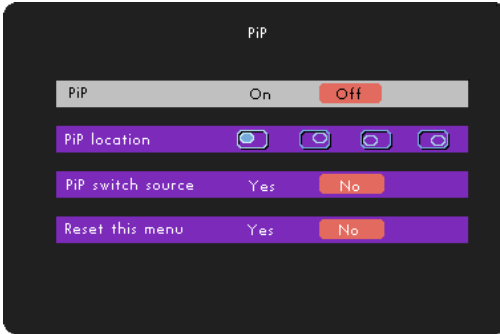 PiP
PiP On Off
PiP location
PiP switch source Yes No
Reset this menu Yes No